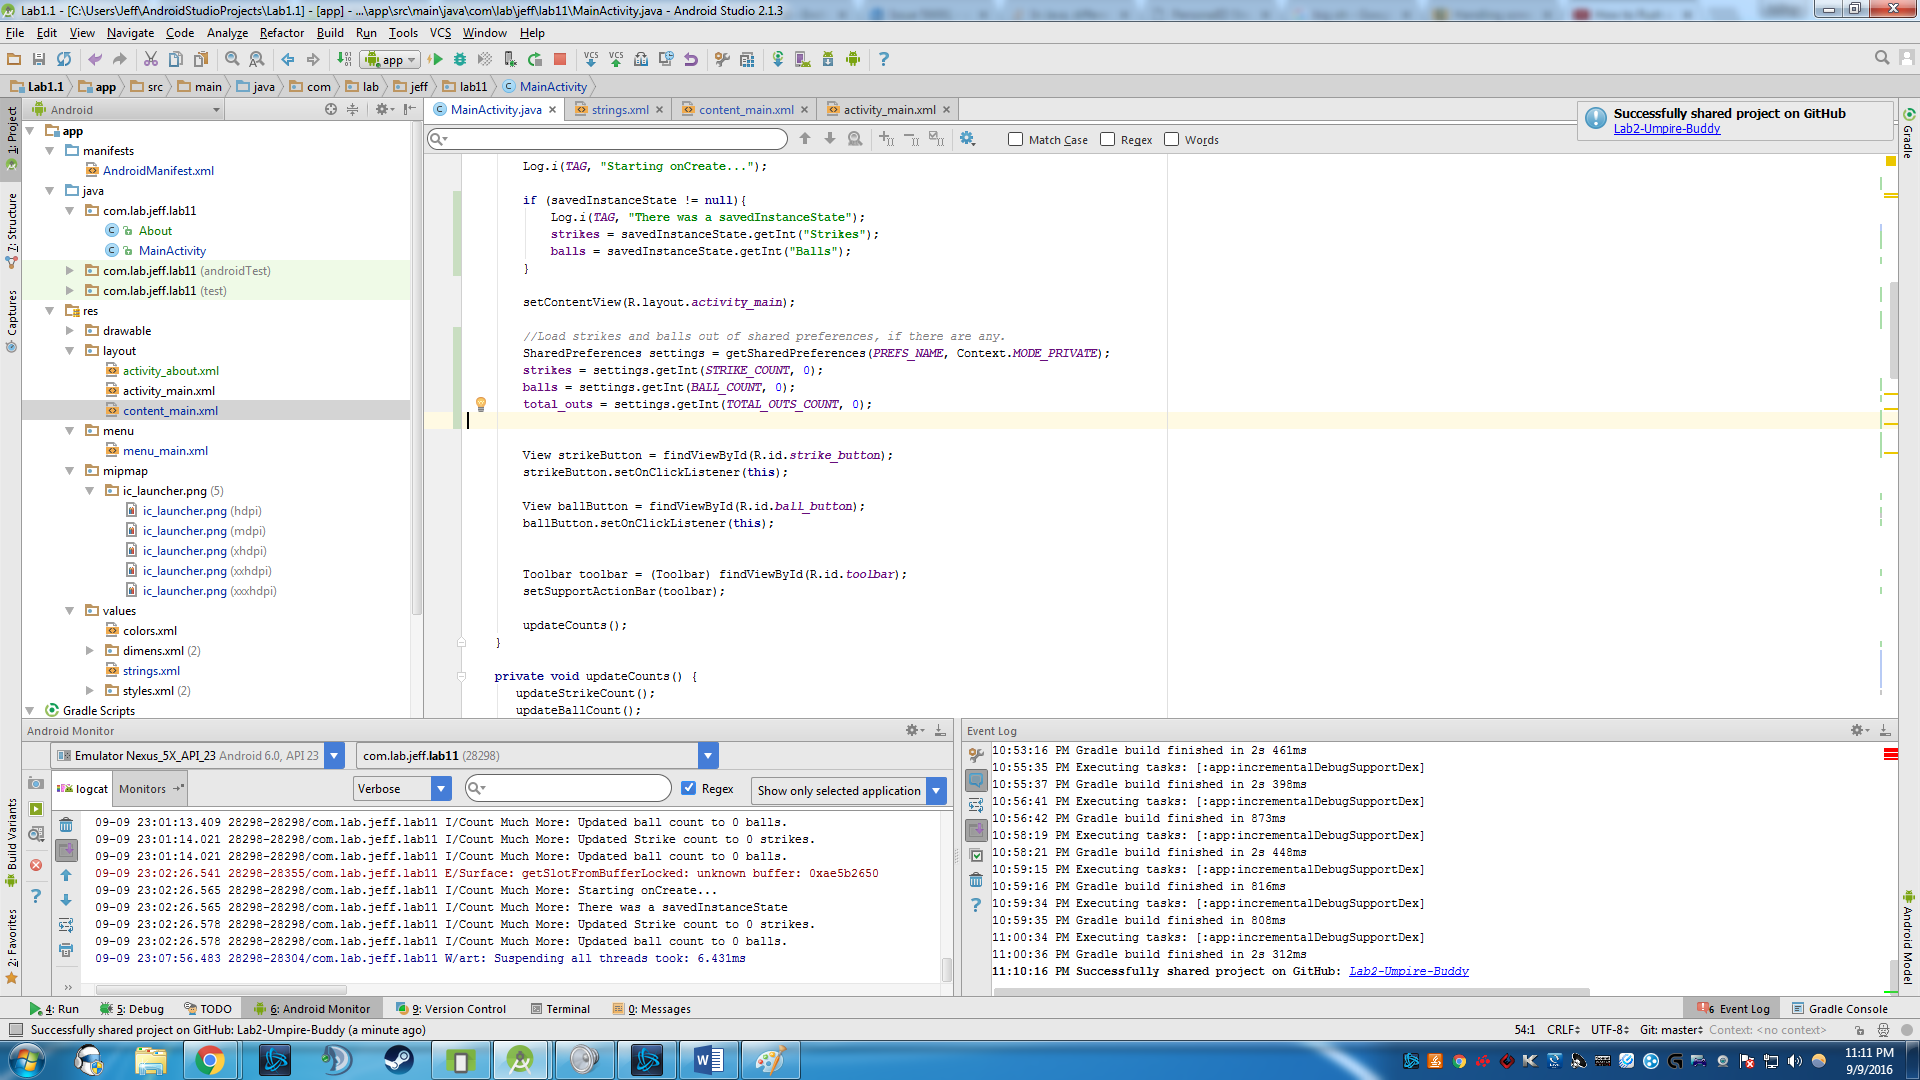 Lab1.1 - [C:\Users\Jeff\AndroidStudioProjects\Lab1.1] - [app] - ...\app\src\main\java\com\lab\jeff\lab11\MainActivity.java - Android Studio 2.1.3
File Edit View Navigate Code Analyze Refactor Build Run Tools VCS Window Help
app
Lab1.1 app src main java com lab jeff lab11 MainActivity
Android
MainActivity.java strings.xml content_main.xml activity_main.xml
Match Case Regex Words
Successfully shared project on GitHub
Lab2-Umpire-Buddy
1: Project
7: Structure
Captures
Build Variants
2: Favorites
Gradle
Android Model
app
manifests
AndroidManifest.xml
java
com.lab.jeff.lab11
About
MainActivity
com.lab.jeff.lab11 (androidTest)
com.lab.jeff.lab11 (test)
res
drawable
layout
activity_about.xml
activity_main.xml
content_main.xml
menu
menu_main.xml
mipmap
ic_launcher.png (5)
ic_launcher.png (hdpi)
ic_launcher.png (mdpi)
ic_launcher.png (xhdpi)
ic_launcher.png (xxhdpi)
ic_launcher.png (xxxhdpi)
values
colors.xml
dimens.xml (2)
strings.xml
styles.xml (2)
Gradle Scripts
Log.i(TAG, "Starting onCreate...");
if (savedInstanceState != null){
Log.i(TAG, "There was a savedInstanceState");
strikes = savedInstanceState.getInt("Strikes");
balls = savedInstanceState.getInt("Balls");
}
setContentView(R.layout.activity_main);
//Load strikes and balls out of shared preferences, if there are any.
SharedPreferences settings = getSharedPreferences(PREFS_NAME, Context.MODE_PRIVATE);
strikes = settings.getInt(STRIKE_COUNT, 0);
balls = settings.getInt(BALL_COUNT, 0);
total_outs = settings.getInt(TOTAL_OUTS_COUNT, 0);
View strikeButton = findViewById(R.id.strike_button);
strikeButton.setOnClickListener(this);
View ballButton = findViewById(R.id.ball_button);
ballButton.setOnClickListener(this);
Toolbar toolbar = (Toolbar) findViewById(R.id.toolbar);
setSupportActionBar(toolbar);
updateCounts();
}
private void updateCounts() {
updateStrikeCount();
updateBallCount();
Android Monitor
Emulator Nexus_5X_API_23 Android 6.0, API 23
com.lab.jeff.lab11 (28298)
logcat Monitors
Verbose
Regex
Show only selected application
09-09 23:01:13.409 28298-28298/com.lab.jeff.lab11 I/Count Much More: Updated ball count to 0 balls.
09-09 23:01:14.021 28298-28298/com.lab.jeff.lab11 I/Count Much More: Updated Strike count to 0 strikes.
09-09 23:01:14.021 28298-28298/com.lab.jeff.lab11 I/Count Much More: Updated ball count to 0 balls.
09-09 23:02:26.541 28298-28355/com.lab.jeff.lab11 E/Surface: getSlotFromBufferLocked: unknown buffer: 0xae5b2650
09-09 23:02:26.565 28298-28298/com.lab.jeff.lab11 I/Count Much More: Starting onCreate...
09-09 23:02:26.565 28298-28298/com.lab.jeff.lab11 I/Count Much More: There was a savedInstanceState
09-09 23:02:26.578 28298-28298/com.lab.jeff.lab11 I/Count Much More: Updated Strike count to 0 strikes.
09-09 23:02:26.578 28298-28298/com.lab.jeff.lab11 I/Count Much More: Updated ball count to 0 balls.
09-09 23:07:56.483 28298-28304/com.lab.jeff.lab11 W/art: Suspending all threads took: 6.431ms
Event Log
10:53:16 PM Gradle build finished in 2s 461ms
10:55:35 PM Executing tasks: [:app:incrementalDebugSupportDex]
10:55:37 PM Gradle build finished in 2s 398ms
10:56:41 PM Executing tasks: [:app:incrementalDebugSupportDex]
10:56:42 PM Gradle build finished in 873ms
10:58:19 PM Executing tasks: [:app:incrementalDebugSupportDex]
10:58:21 PM Gradle build finished in 2s 448ms
10:59:15 PM Executing tasks: [:app:incrementalDebugSupportDex]
10:59:16 PM Gradle build finished in 816ms
10:59:34 PM Executing tasks: [:app:incrementalDebugSupportDex]
10:59:35 PM Gradle build finished in 808ms
11:00:34 PM Executing tasks: [:app:incrementalDebugSupportDex]
11:00:36 PM Gradle build finished in 2s 312ms
11:10:16 PM Successfully shared project on GitHub: Lab2-Umpire-Buddy
4: Run 5: Debug TODO 6: Android Monitor 9: Version Control Terminal 0: Messages 6 Event Log Gradle Console
Successfully shared project on GitHub: Lab2-Umpire-Buddy (a minute ago) 54:1 CRLF UTF-8 Git: master Context: <no context>
11:11 PM
9/9/2016